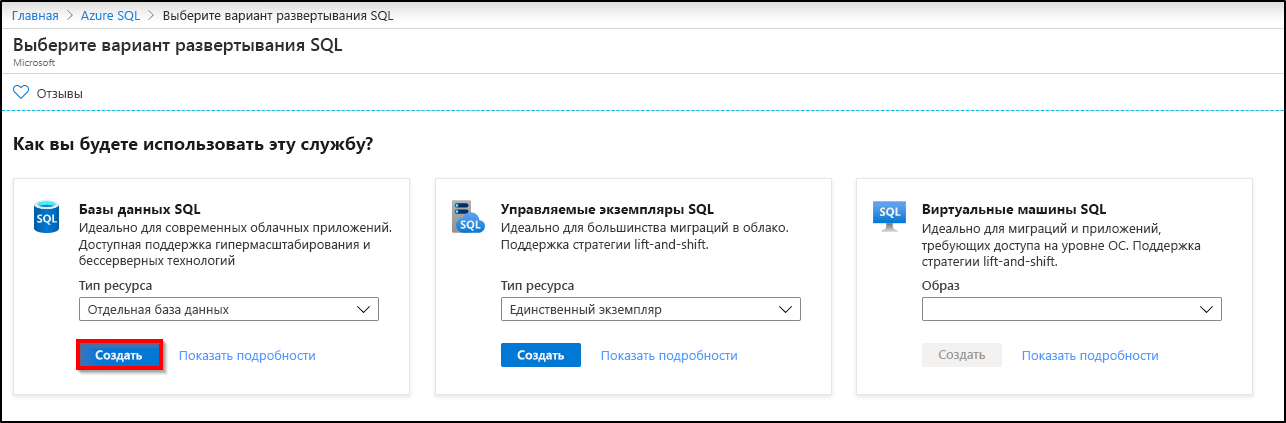 Главная > Azure SQL > Выберите вариант развертывания SQL
Выберите вариант развертывания SQL
Microsoft
Отзывы
Как вы будете использовать эту службу?
SQL
Базы данных SQL
Идеально для современных облачных приложений.
Доступная поддержка гипермасштабирования и
бессерверных технологий
Тип ресурса
Отдельная база данных
Создать
Показать подробности
SQL
Управляемые экземпляры SQL
Идеально для большинства миграций в облако.
Поддержка стратегии lift-and-shift.
Тип ресурса
Единственный экземпляр
Создать
Показать подробности
SQL
Виртуальные машины SQL
Идеально для миграций и приложений,
требующих доступа на уровне ОС. Поддержка
стратегии lift-and-shift.
Образ
Создать
Показать подробности